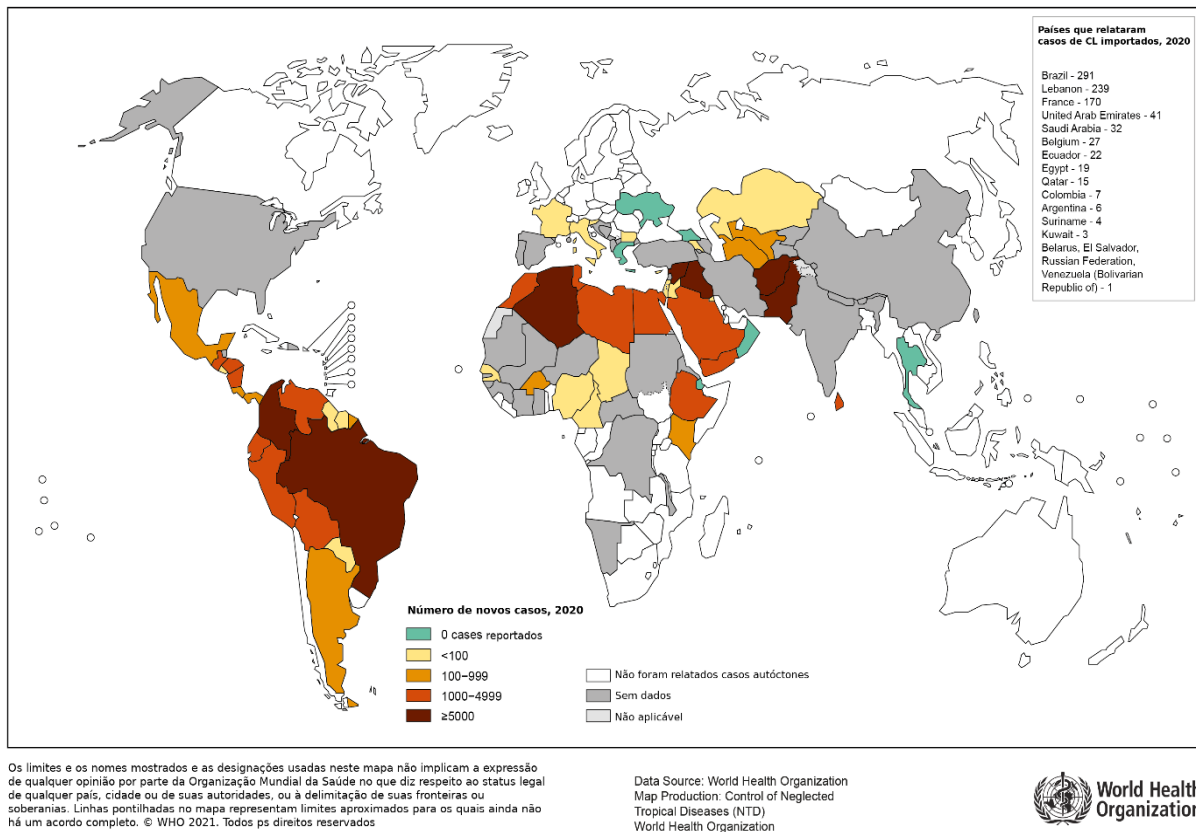 Países que relataram
casos de CL importados, 2020
Brazil - 291
Lebanon - 239
France - 170
United Arab Emirates - 41
Saudi Arabia - 32
Belgium - 27
Ecuador - 22
Egypt - 19
Qatar - 15
Colombia - 7
Argentina - 6
Suriname - 4
Kuwait - 3
Belarus, El Salvador,
Russian Federation,
Venezuela (Bolivarian
Republic of) - 1
Número de novos casos, 2020
0 cases reportados
<100
100–999
1000–4999
≥5000
Não foram relatados casos autóctones
Sem dados
Não aplicável
Os limites e os nomes mostrados e as designações usadas neste mapa não implicam a expressão
de qualquer opinião por parte da Organização Mundial da Saúde no que diz respeito ao status legal
de qualquer país, cidade ou de suas autoridades, ou à delimitação de suas fronteiras ou
soberanias. Linhas pontilhadas no mapa representam limites aproximados para os quais ainda não
há um acordo completo. © WHO 2021. Todos ps direitos reservados
Data Source: World Health Organization
Map Production: Control of Neglected
Tropical Diseases (NTD)
World Health Organization
World Health
Organization